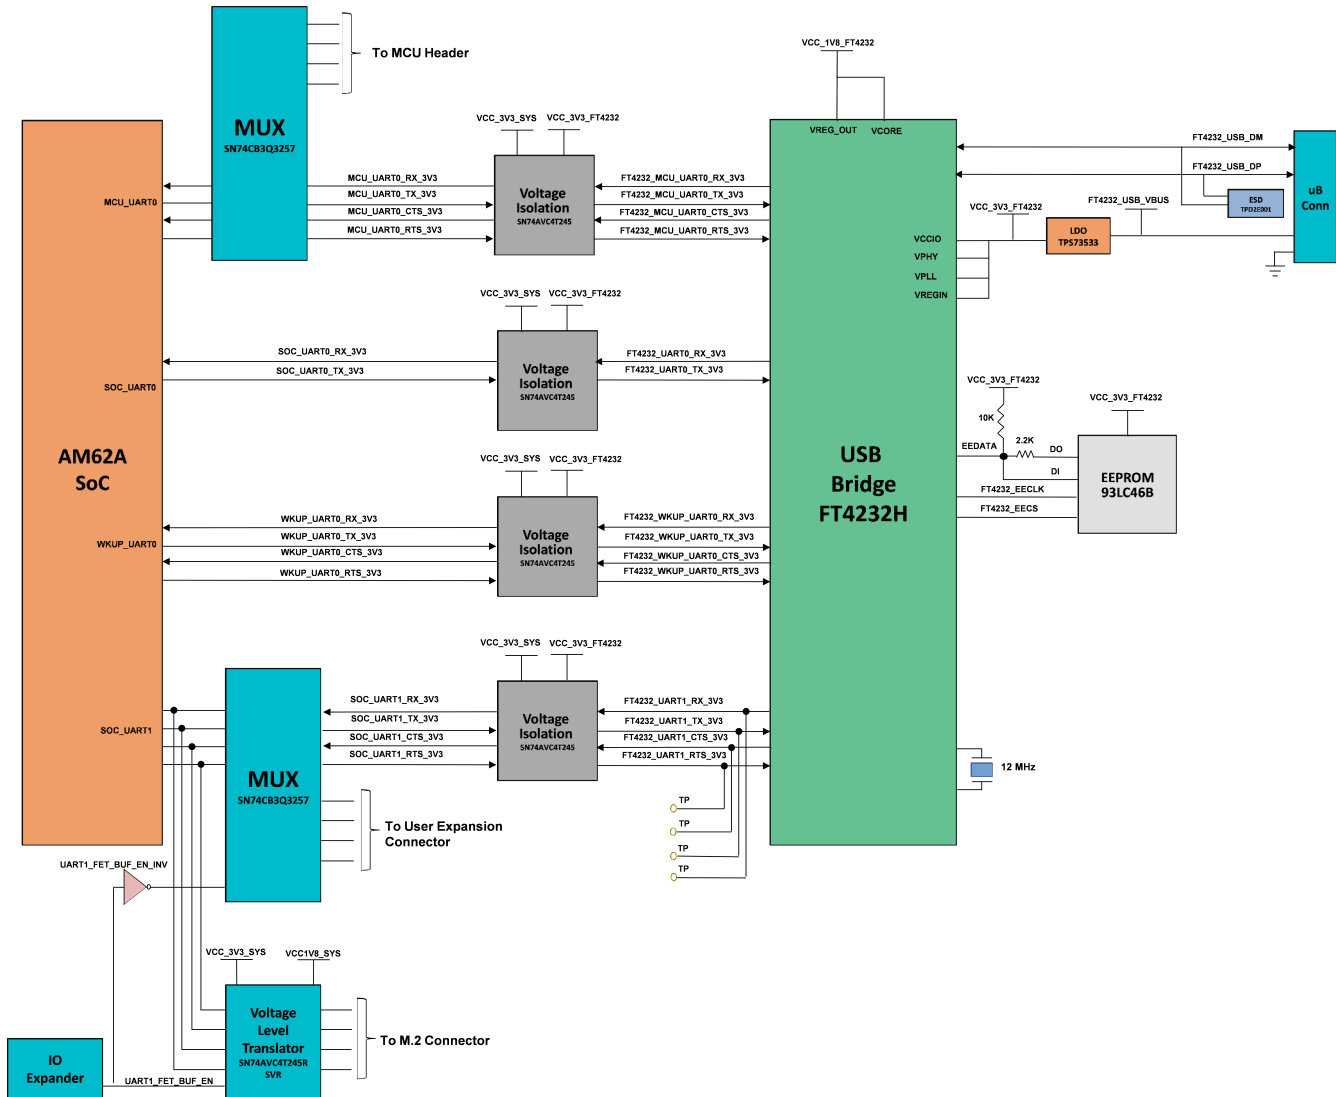 To MCU Header
MUX
SN74CB3Q3257
VCC_1V8_FT4232
VREG_OUT
VCORE
VCC_3V3_SYS
VCC_3V3_FT4232
MCU_UART0
MCU_UART0_RX_3V3
MCU_UART0_TX_3V3
MCU_UART0_CTS_3V3
MCU_UART0_RTS_3V3
Voltage
Isolation
SN74AVC4T245
FT4232_MCU_UART0_RX_3V3
FT4232_MCU_UART0_TX_3V3
FT4232_MCU_UART0_CTS_3V3
FT4232_MCU_UART0_RTS_3V3
FT4232_USB_DM
FT4232_USB_DP
uB
Conn
ESD
TPD2E001
FT4232_USB_VBUS
VCC_3V3_FT4232
LDO
TPS73533
VCCIO
VPHY
VPLL
VREGIN
VCC_3V3_SYS
VCC_3V3_FT4232
SOC_UART0
SOC_UART0_RX_3V3
SOC_UART0_TX_3V3
Voltage
Isolation
SN74AVC4T245
FT4232_UART0_RX_3V3
FT4232_UART0_TX_3V3
VCC_3V3_FT4232
10K
2.2K
EEDATA
DO
DI
FT4232_EECLK
FT4232_EECS
VCC_3V3_FT4232
EEPROM
93LC46B
AM62A
SoC
USB
Bridge
FT4232H
VCC_3V3_SYS
VCC_3V3_FT4232
WKUP_UART0
WKUP_UART0_RX_3V3
WKUP_UART0_TX_3V3
WKUP_UART0_CTS_3V3
WKUP_UART0_RTS_3V3
Voltage
Isolation
SN74AVC4T245
FT4232_WKUP_UART0_RX_3V3
FT4232_WKUP_UART0_TX_3V3
FT4232_WKUP_UART0_CTS_3V3
FT4232_WKUP_UART0_RTS_3V3
VCC_3V3_SYS
VCC_3V3_FT4232
SOC_UART1
MUX
SN74CB3Q3257
SOC_UART1_RX_3V3
SOC_UART1_TX_3V3
SOC_UART1_CTS_3V3
SOC_UART1_RTS_3V3
Voltage
Isolation
SN74AVC4T245
FT4232_UART1_RX_3V3
FT4232_UART1_TX_3V3
FT4232_UART1_CTS_3V3
FT4232_UART1_RTS_3V3
12 MHz
TP
TP
TP
TP
To User Expansion
Connector
UART1_FET_BUF_EN_INV
VCC_3V3_SYS
VCC1V8_SYS
Voltage
Level
Translator
SN74AVC4T245R
SVR
To M.2 Connector
IO
Expander
UART1_FET_BUF_EN